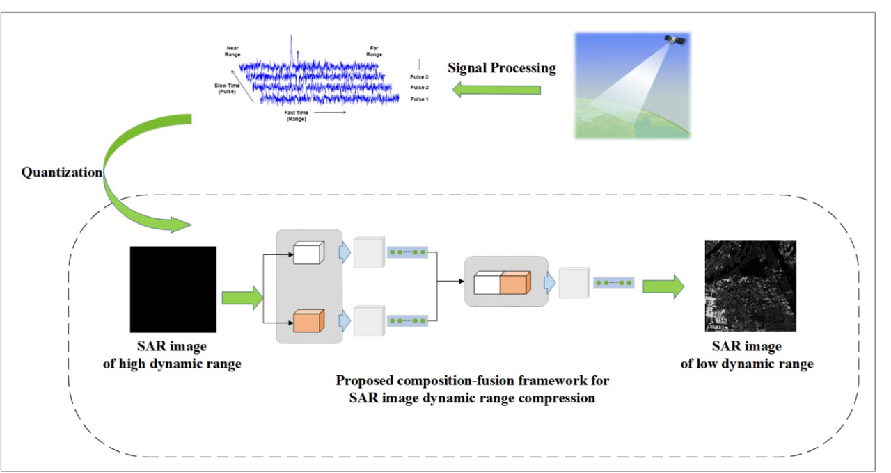 Near
Range
Far
Range
Signal Processing
Pulse 3
Pulse 2
Pulse 1
Slow Time
(Pulse)
Fast Time
(Range)
Quantization
SAR image
of high dynamic range
SAR image
of low dynamic range
Proposed composition-fusion framework for
SAR image dynamic range compression